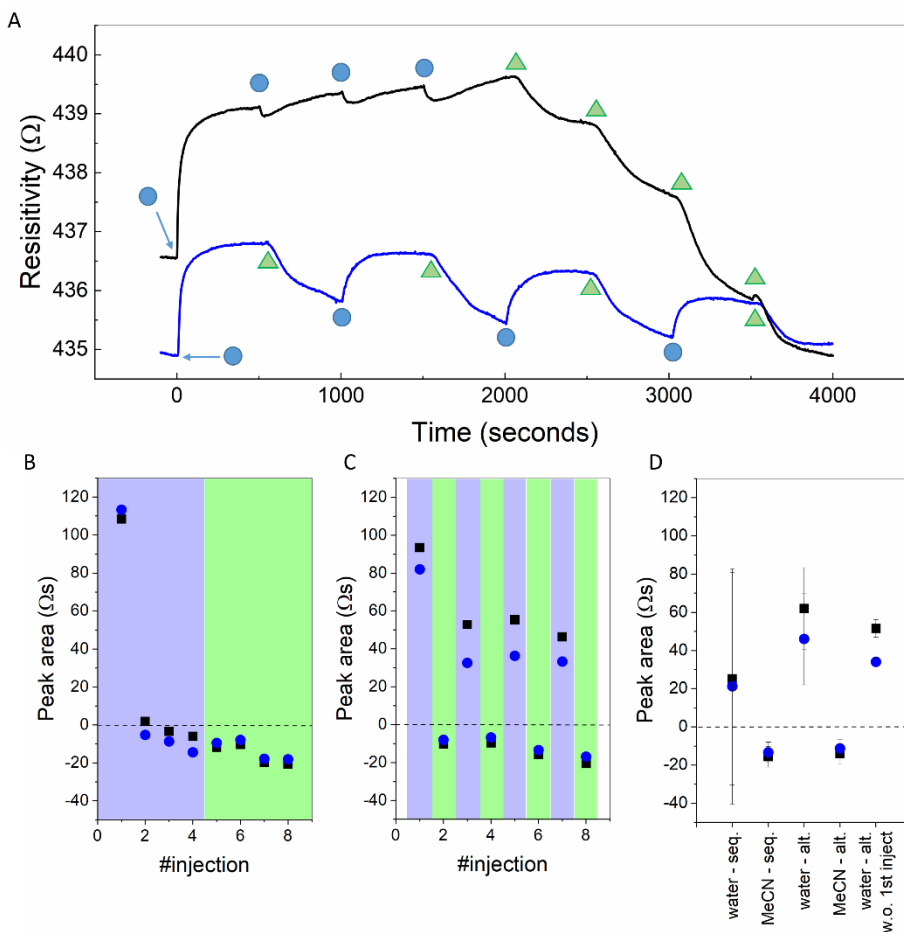 A
440
439
438
437
436
435
Resisitivity (Ω)
0
1000
2000
3000
4000
Time (seconds)
B
120
100
80
60
40
20
0
-20
-40
Peak area (Ωs)
0
2
4
6
8
#injection
C
120
100
80
60
40
20
0
-20
-40
Peak area (Ωs)
0
2
4
6
8
#injection
D
120
100
80
60
40
20
0
-20
-40
Peak area (Ωs)
water - seq.
MeCN - seq.
water - alt.
MeCN - alt.
water - alt.
w.o. 1st inject